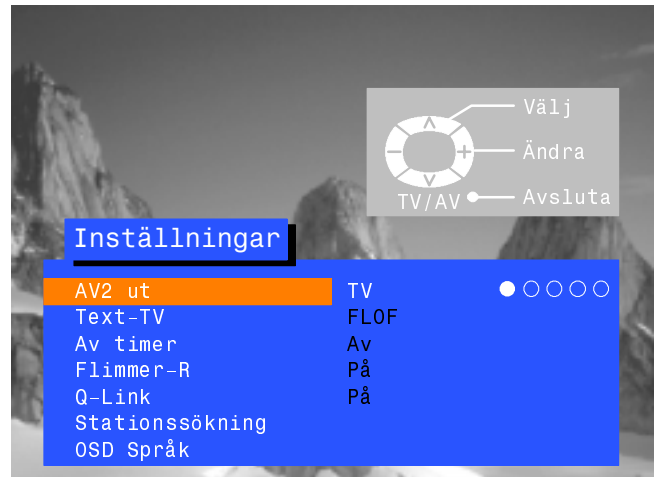 Välj
Ändra
TV/AV Avsluta
Inställningar
AV2 ut TV
Text-TV FLOF
Av timer Av
Flimmer-R På
Q-Link På
Stationssökning
OSD Språk